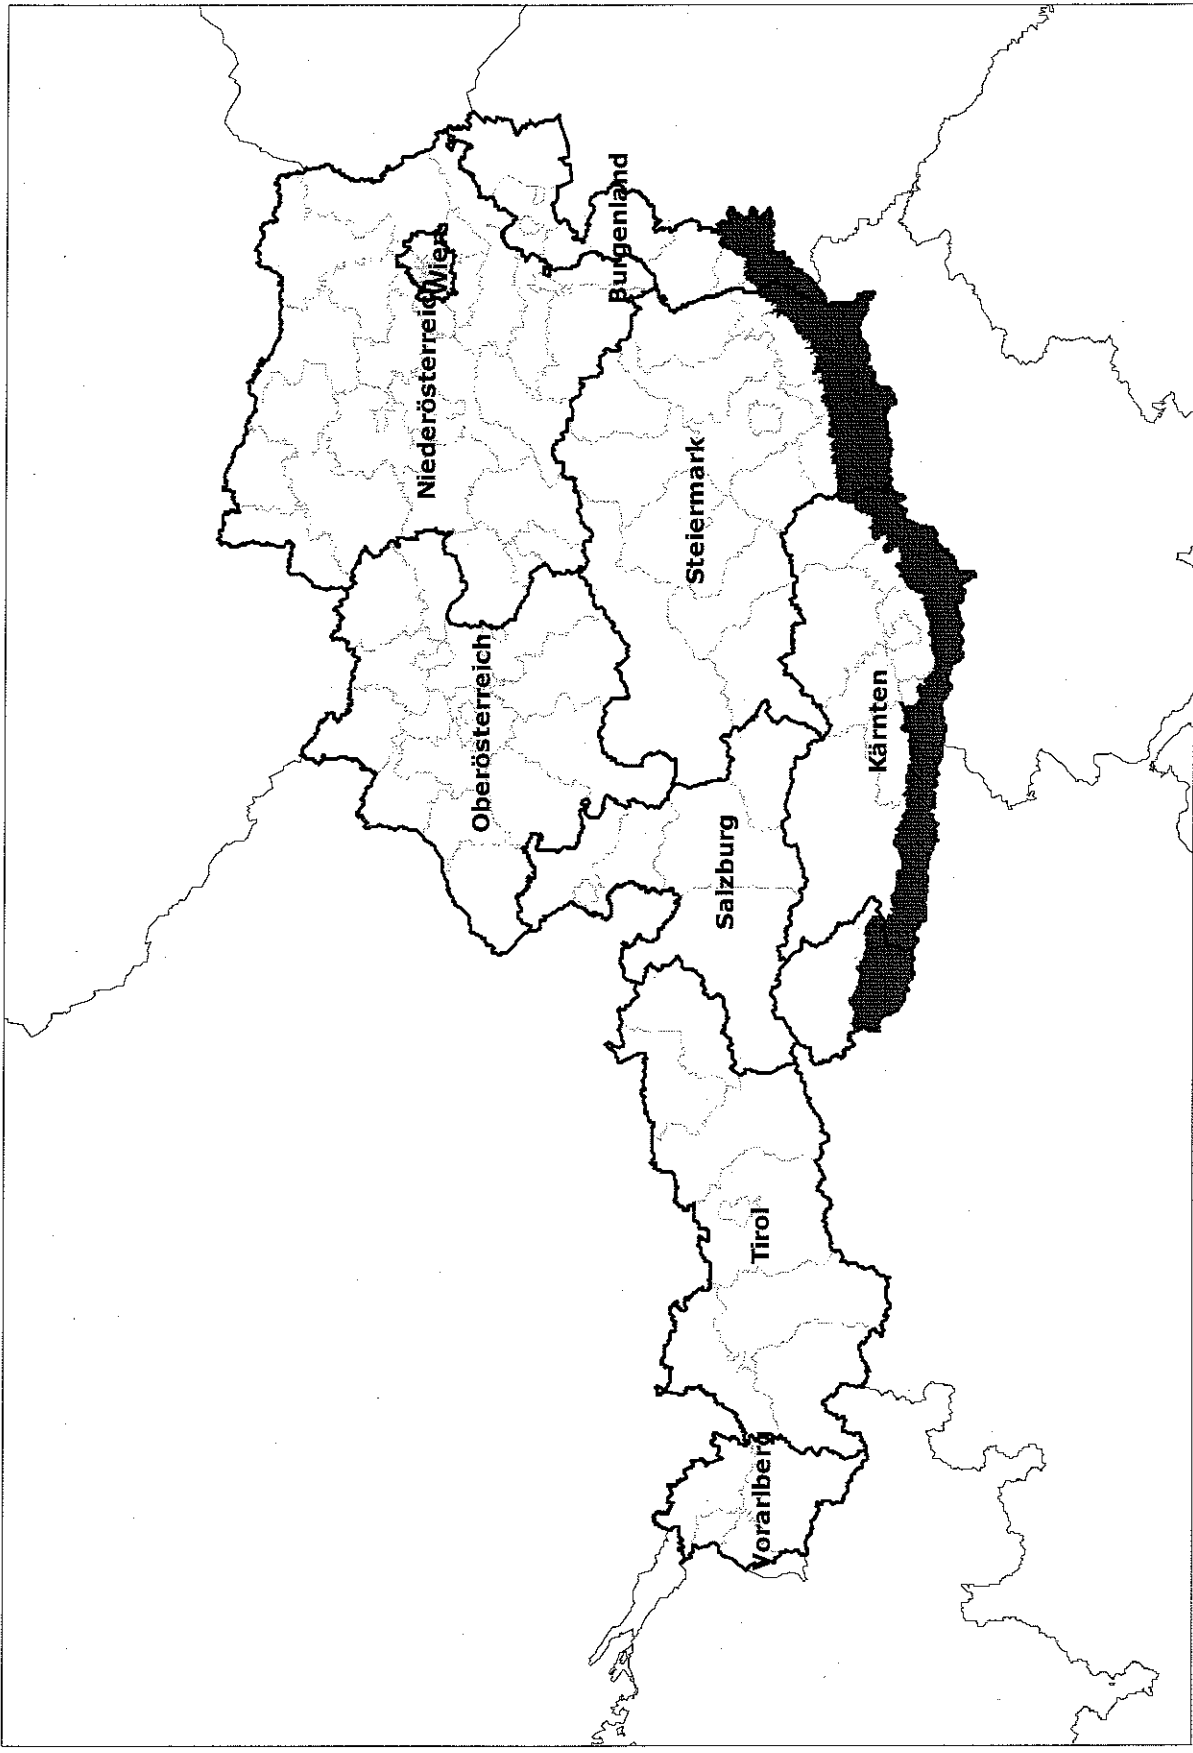 Niederösterreich
Wien
Oberösterreich
Burgenland
Steiermark
Salzburg
Kärnten
Tirol
Vorarlberg